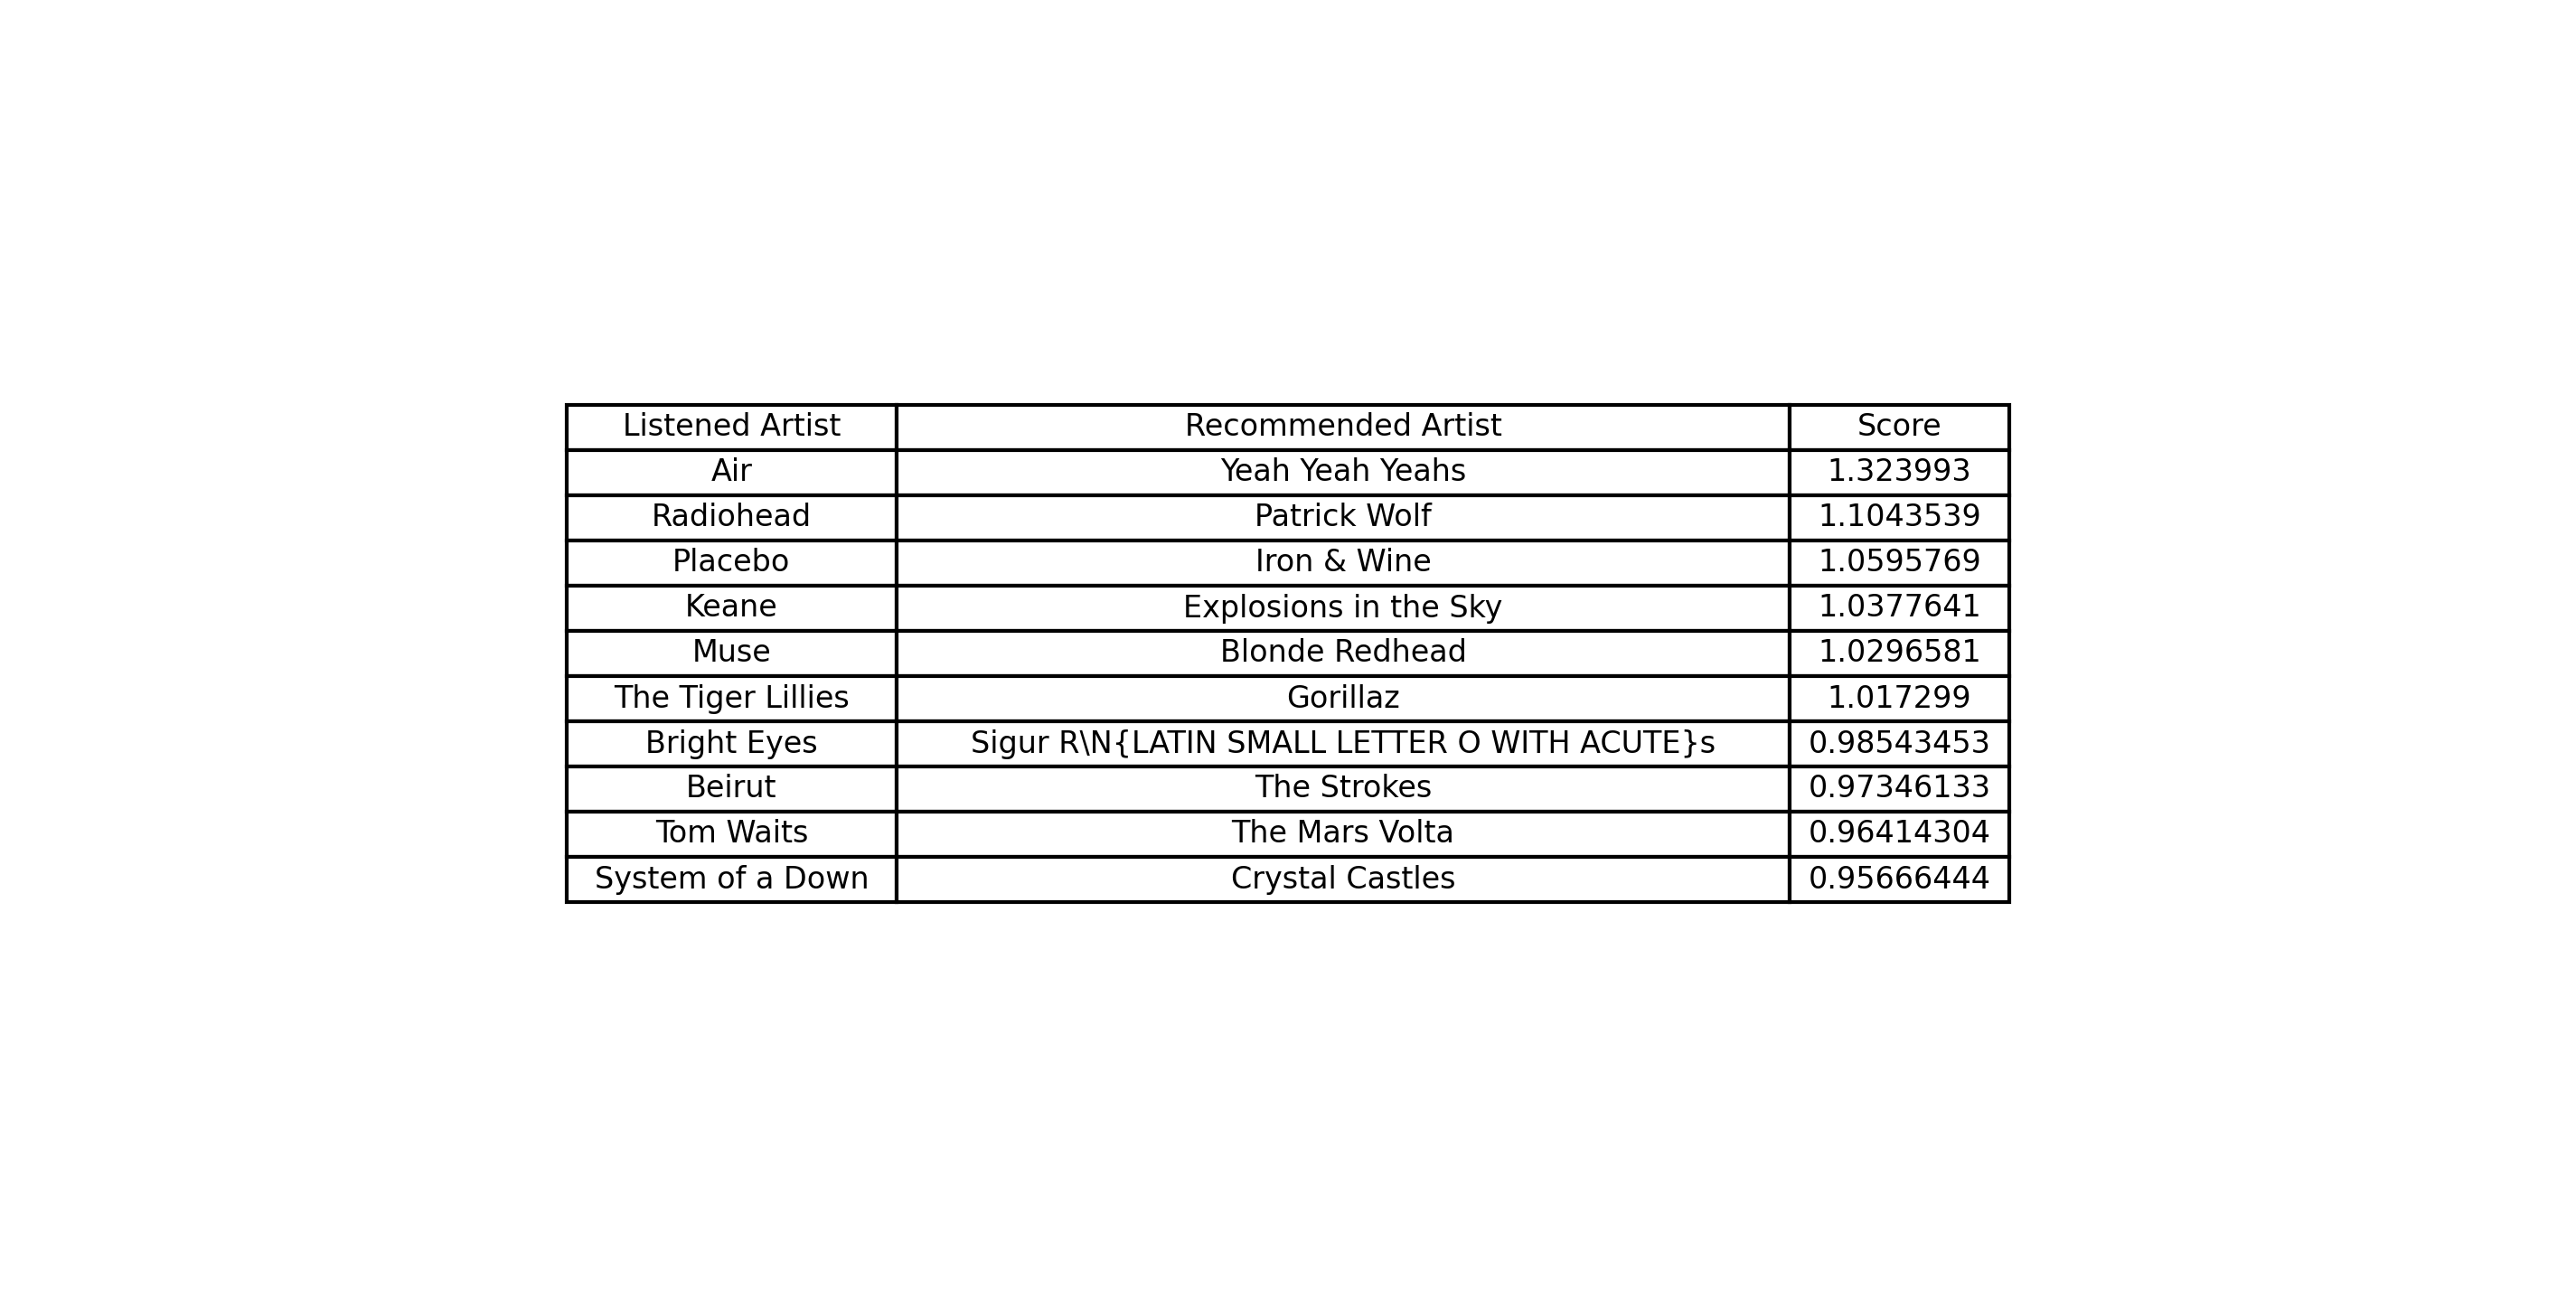 Listened Artist Recommended Artist Score
Air Yeah Yeah Yeahs 1.323993
Radiohead Patrick Wolf 1.1043539
Placebo Iron & Wine 1.0595769
Keane Explosions in the Sky 1.0377641
Muse Blonde Redhead 1.0296581
The Tiger Lillies Gorillaz 1.017299
Bright Eyes Sigur R\N{LATIN SMALL LETTER O WITH ACUTE}s 0.98543453
Beirut The Strokes 0.97346133
Tom Waits The Mars Volta 0.96414304
System of a Down Crystal Castles 0.95666444